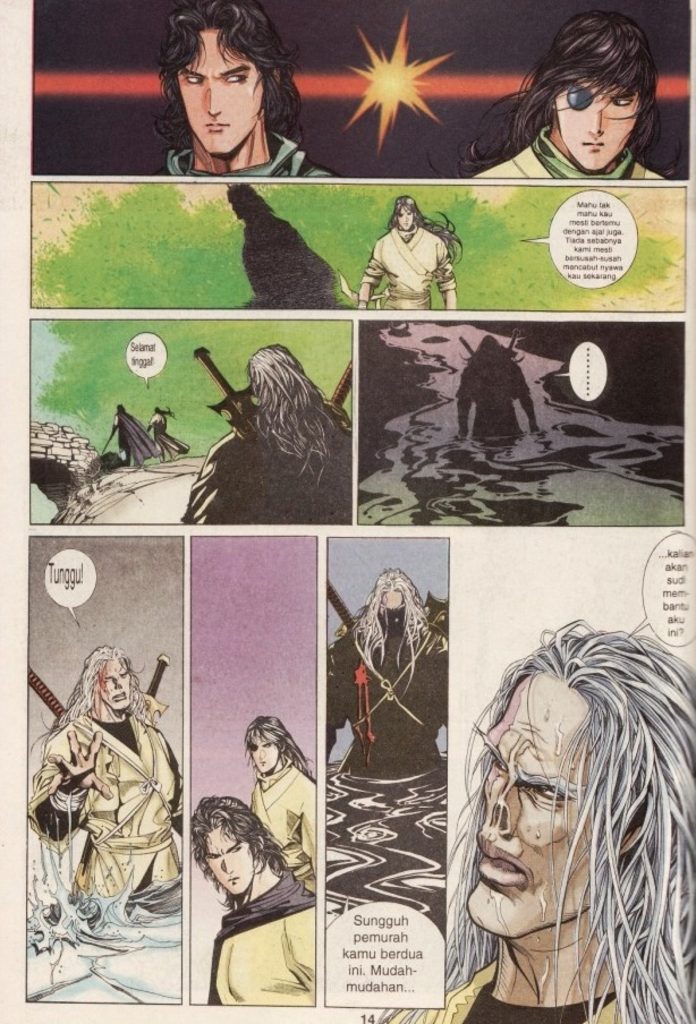 Mahu tak
mahu kau
mesti bertemu
dengan ajal juga.
Tiada sebabnya
kami mesti
bersusah-susah
mencabut nyawa
kau sekarang.
Selamat
tinggal!
.........
Tunggu!
Sungguh
pemurah
kamu berdua
ini. Mudah-
mudahan...
...kalian
akan
sudi
mem-
bantu
aku
ini?
14